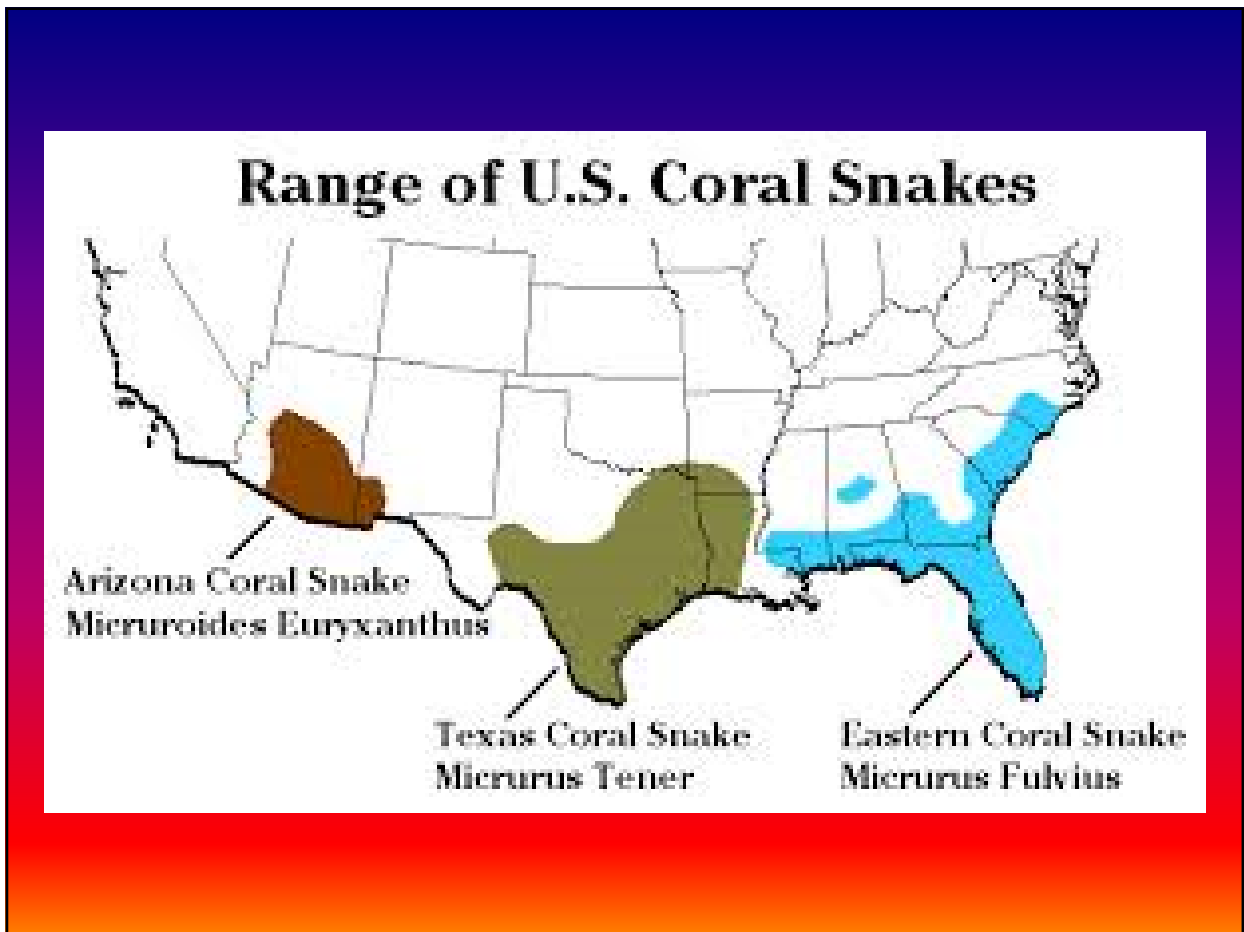 Range of U.S. Coral Snakes
Arizona Coral Snake
Micruroides Euryxanthus
Texas Coral Snake
Micrurus Tener
Eastern Coral Snake
Micrurus Fulvius